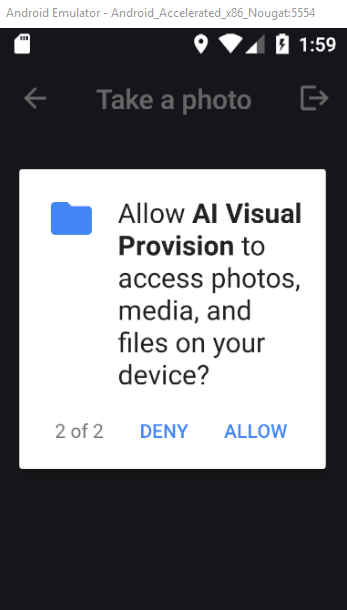 Android Emulator - Android_Accelerated_x86_Nougat:5554
1:59
Take a photo
Allow AI Visual
Provision to
access photos,
media, and
files on your
device?
2 of 2 DENY ALLOW